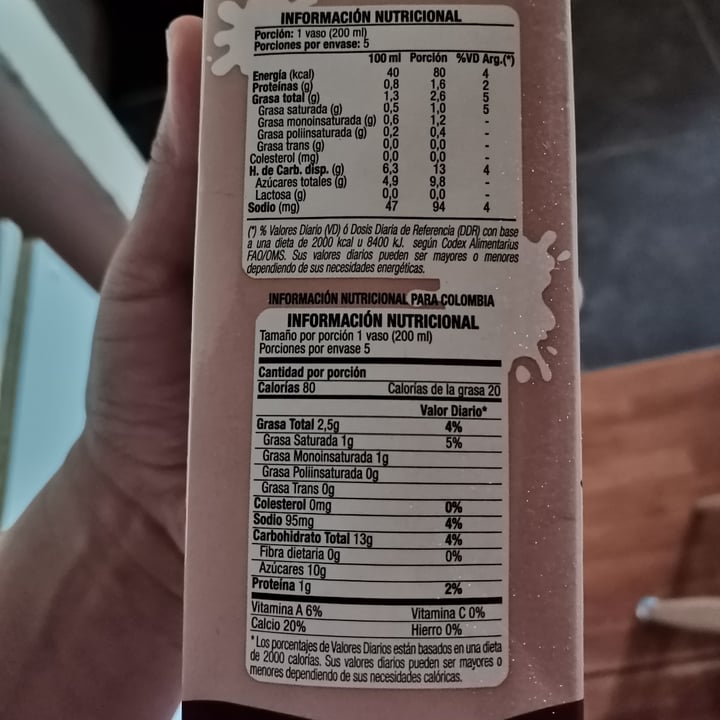 INFORMACIÓN NUTRICIONAL
Porción: 1 vaso (200 ml)
Porciones por envase: 5
100 ml Porción %VD Arg.(*)
Energía (kcal) 40 80 4
Proteínas (g) 0,8 1,6 2
Grasa total (g) 1,3 2,6 5
Grasa saturada (g) 0,5 1,0 5
Grasa monoinsaturada (g) 0,6 1,2 -
Grasa poliinsaturada (g) 0,2 0,4 -
Grasa trans (g) 0,0 0,0 -
Colesterol (mg) 0,0 0,0 -
H. de Carb. disp. (g) 6,3 13 4
Azúcares totales (g) 4,9 9,8 -
Lactosa (g) 0,0 0,0 -
Sodio (mg) 47 94 4
(*) % Valores Diario (VD) ó Dosis Diaria de Referencia (DDR) con base
a una dieta de 2000 kcal u 8400 kJ. según Codex Alimentarius
FAO/OMS. Sus valores diarios pueden ser mayores o menores
dependiendo de sus necesidades energéticas.
INFORMACIÓN NUTRICIONAL PARA COLOMBIA
INFORMACIÓN NUTRICIONAL
Tamaño por porción 1 vaso (200 ml)
Porciones por envase 5
Cantidad por porción
Calorías 80 Calorías de la grasa 20
Valor Diario*
Grasa Total 2,5g 4%
Grasa Saturada 1g 5%
Grasa Monoinsaturada 1g
Grasa Poliinsaturada 0g
Grasa Trans 0g
Colesterol 0mg 0%
Sodio 95mg 4%
Carbohidrato Total 13g 4%
Fibra dietaria 0g 0%
Azúcares 10g
Proteína 1g 2%
Vitamina A 6% Vitamina C 0%
Calcio 20% Hierro 0%
*Los porcentajes de Valores Diarios están basados en una dieta
de 2000 calorías. Sus valores diarios pueden ser mayores o
menores dependiendo de sus necesidades calóricas.